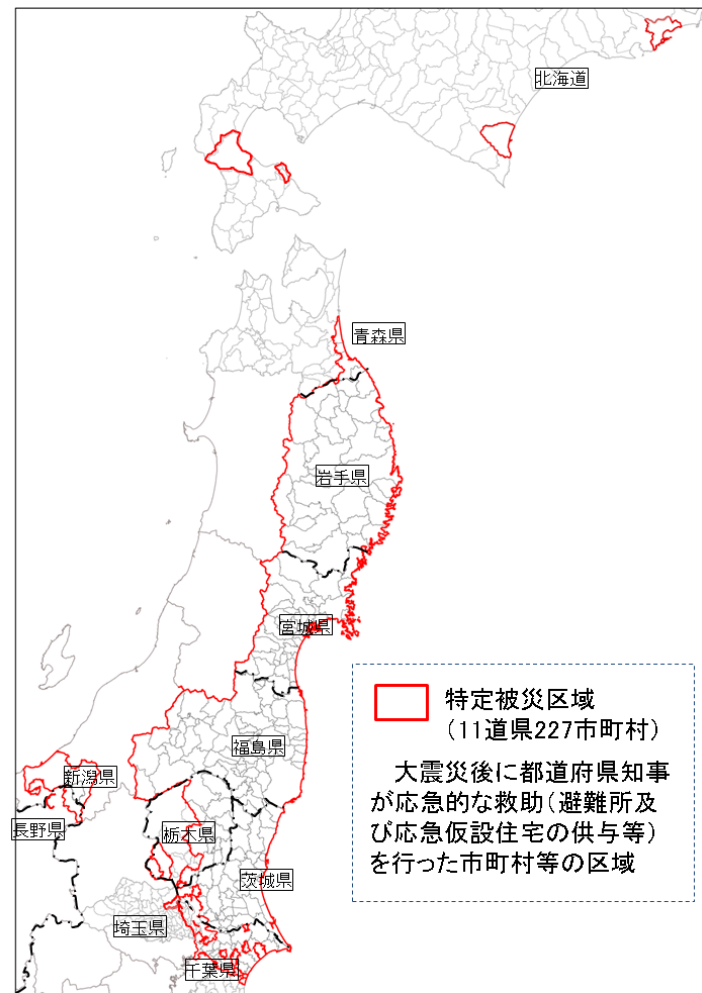 北海道
青森県
岩手県
宮城県
特定被災区域
(11道県227市町村)
大震災後に都道府県知事
が応急的な救助(避難所及
び応急仮設住宅の供与等)
を行った市町村等の区域
福島県
新潟県
長野県
栃木県
茨城県
埼玉県
千葉県